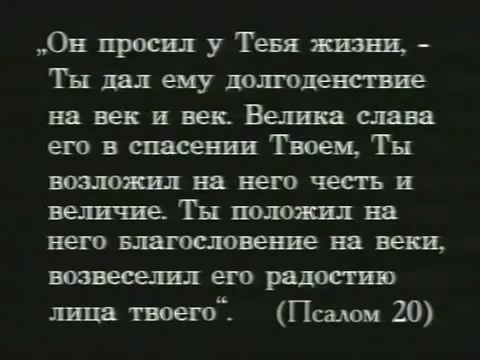 „Он просил у Тебя жизни, -
Ты дал ему долгоденствие
на век и век. Велика слава
его в спасении Твоем, Ты
возложил на него честь и
величие. Ты положил на
него благословение на веки,
возвеселил его радостию
лица твоего“. (Псалом 20)